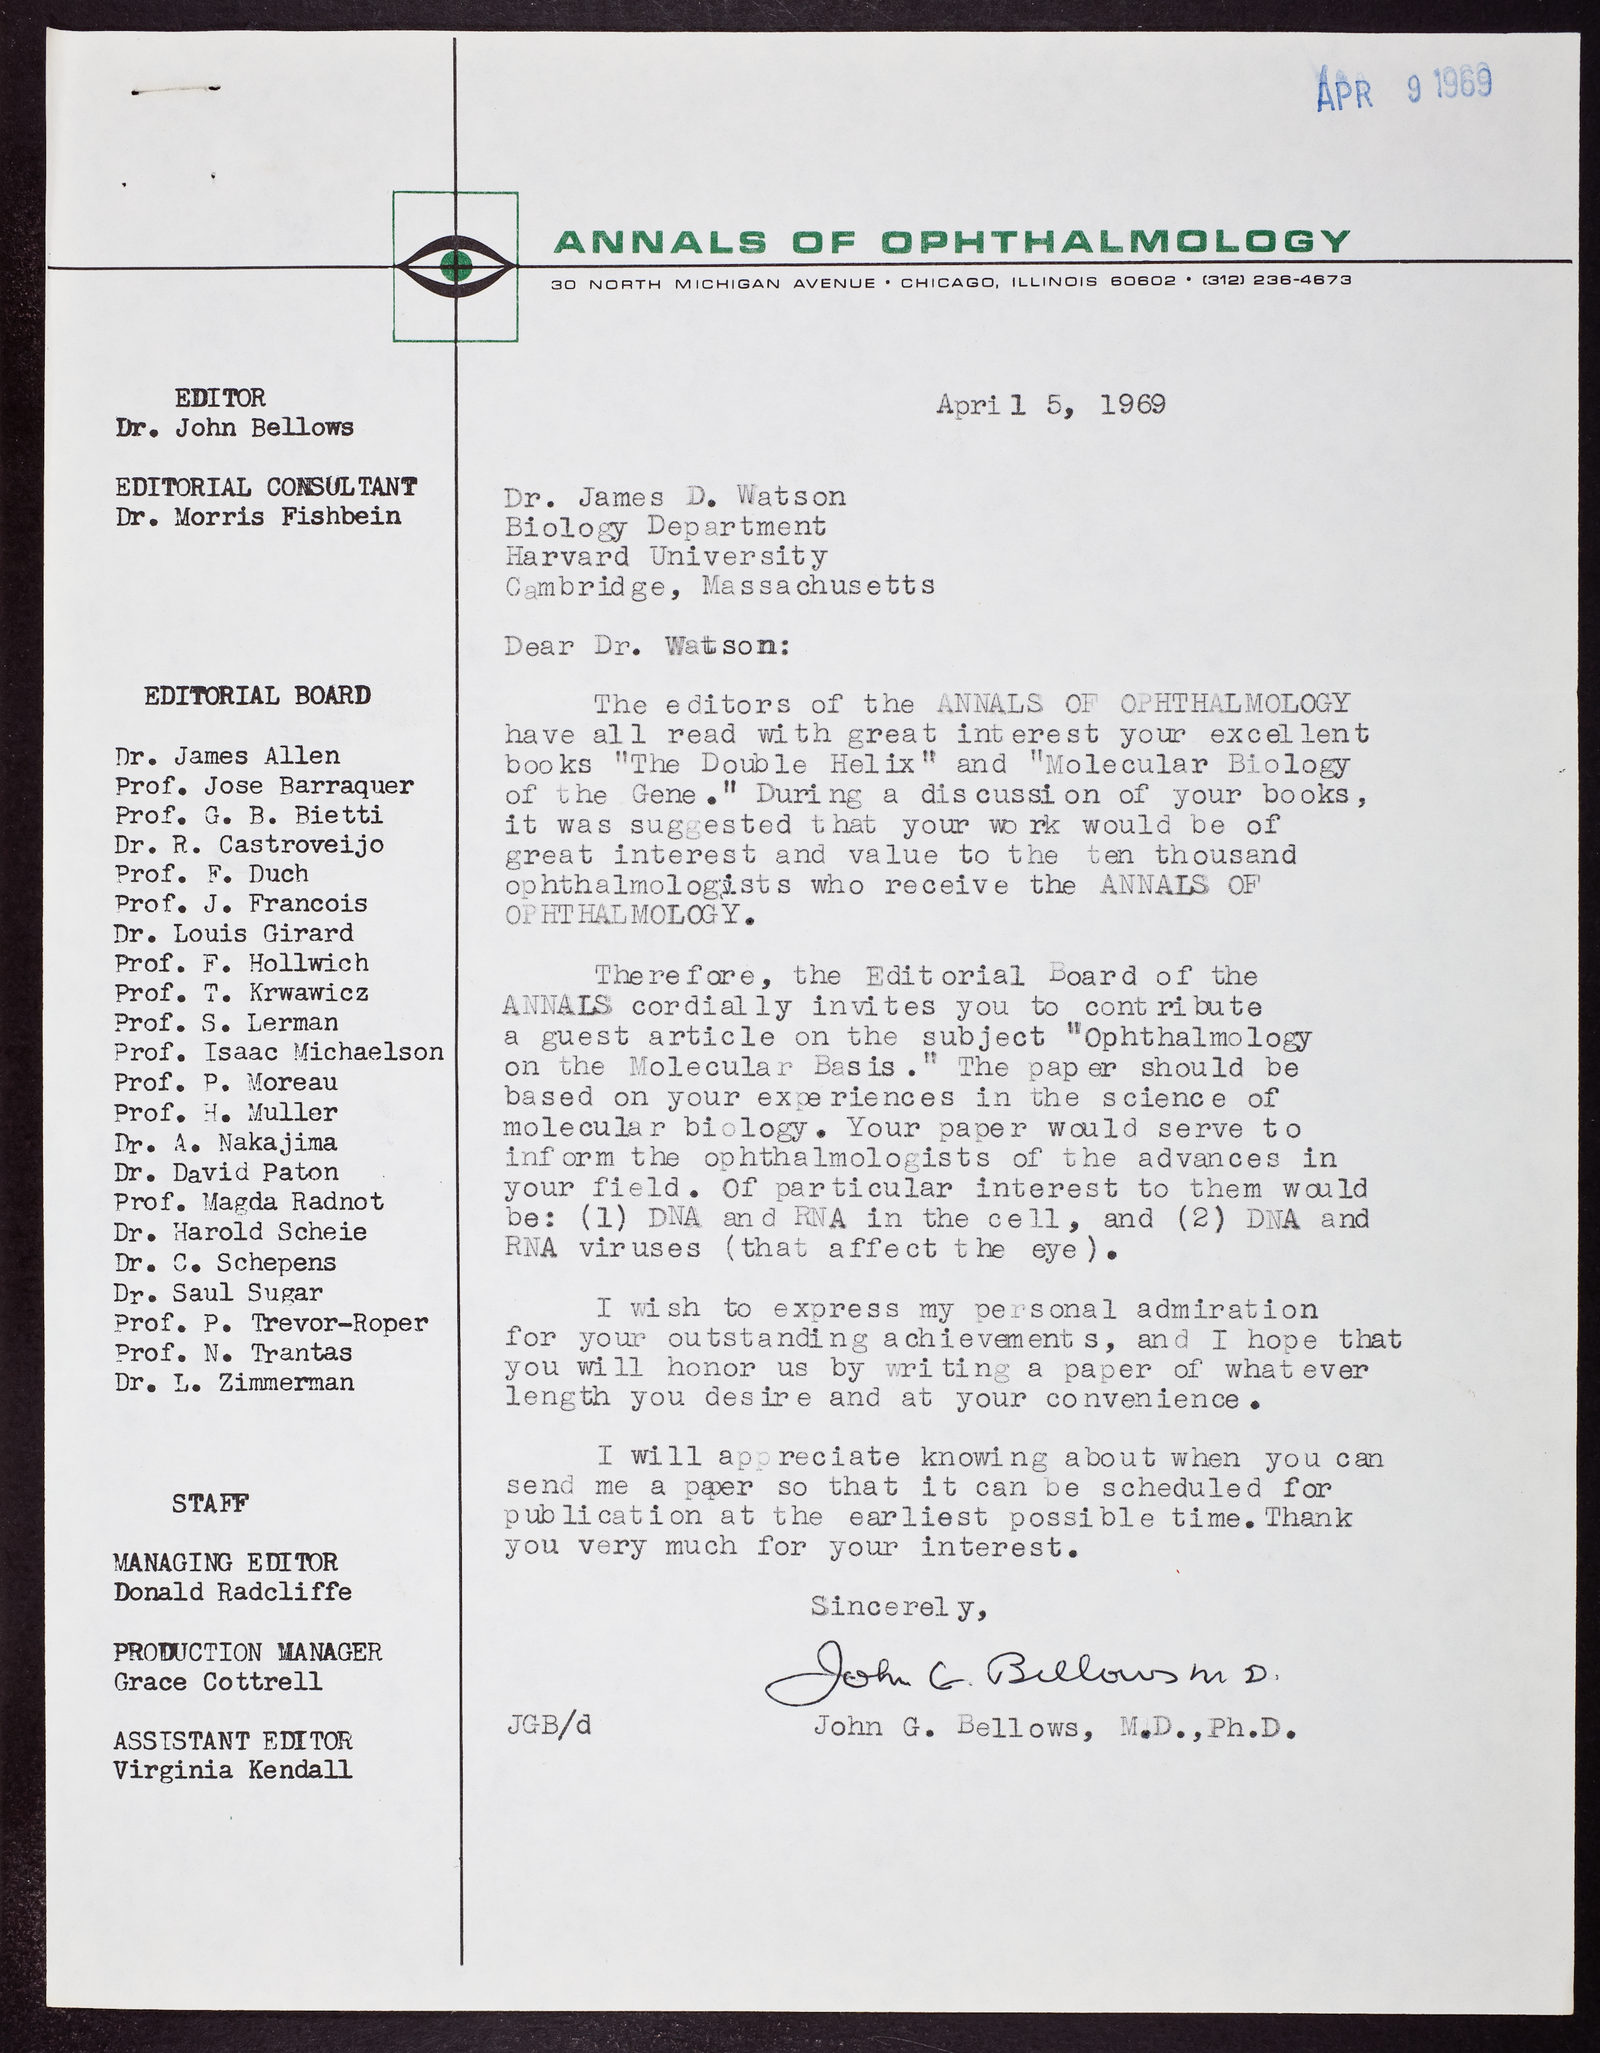 APR 9 1969
ANNALS OF OPHTHALMOLOGY
30 NORTH MICHIGAN AVENUE • CHICAGO, ILLINOIS 60602 • (312) 236-4673
EDITOR
Dr. John Bellows
EDITORIAL CONSULTANT
Dr. Morris Fishbein
EDITORIAL BOARD
Dr. James Allen
Prof. Jose Barraquer
Prof. G. B. Bietti
Dr. R. Castroveijo
Prof. F. Duch
Prof. J. Francois
Dr. Louis Girard
Prof. F. Hollwich
Prof. T. Krwawicz
Prof. S. Lerman
Prof. Isaac Michaelson
Prof. P. Moreau
Prof. H. Muller
Dr. A. Nakajima
Dr. David Paton
Prof. Magda Radnot
Dr. Harold Scheie
Dr. C. Schepens
Dr. Saul Sugar
Prof. P. Trevor-Roper
Prof. N. Trantas
Dr. L. Zimmerman
STAFF
MANAGING EDITOR
Donald Radcliffe
PRODUCTION MANAGER
Grace Cottrell
ASSISTANT EDITOR
Virginia Kendall
April 5, 1969
Dr. James D. Watson
Biology Department
Harvard University
Cambridge, Massachusetts
Dear Dr. Watson:
The editors of the ANNALS OF OPHTHALMOLOGY
have all read with great interest your excellent
books "The Double Helix" and "Molecular Biology
of the Gene." During a discussion of your books,
it was suggested that your work would be of
great interest and value to the ten thousand
ophthalmologists who receive the ANNALS OF
OPHTHALMOLOGY.
Therefore, the Editorial Board of the
ANNALS cordially invites you to contribute
a guest article on the subject "Ophthalmology
on the Molecular Basis." The paper should be
based on your experiences in the science of
molecular biology. Your paper would serve to
inform the ophthalmologists of the advances in
your field. Of particular interest to them would
be: (1) DNA and RNA in the cell, and (2) DNA and
RNA viruses (that affect the eye).
I wish to express my personal admiration
for your outstanding achievements, and I hope that
you will honor us by writing a paper of whatever
length you desire and at your convenience.
I will appreciate knowing about when you can
send me a paper so that it can be scheduled for
publication at the earliest possible time. Thank
you very much for your interest.
Sincerely,
John G. Bellows M D.
JGB/d John G. Bellows, M.D.,Ph.D.